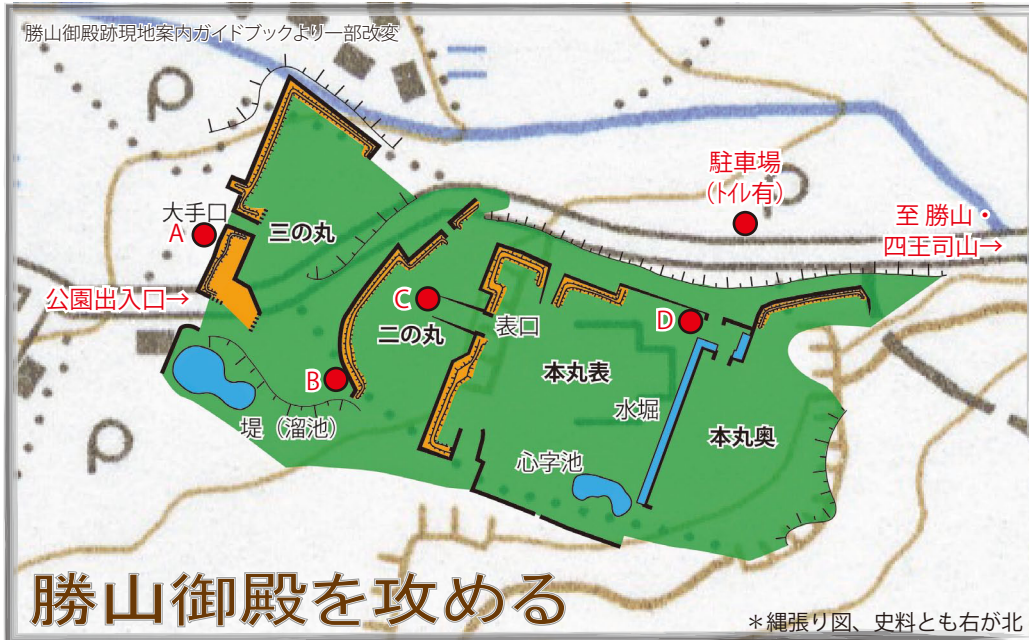 勝山御殿跡現地案内ガイドブックより一部改変
駐車場
（トイレ有）
大手口
A
三の丸
至 勝山・
四王司山→
公園出入口→
C
二の丸
表口
D
B
本丸表
水堀
本丸奥
堤（溜池）
心字池
勝山御殿を攻める
＊縄張り図、史料とも右が北